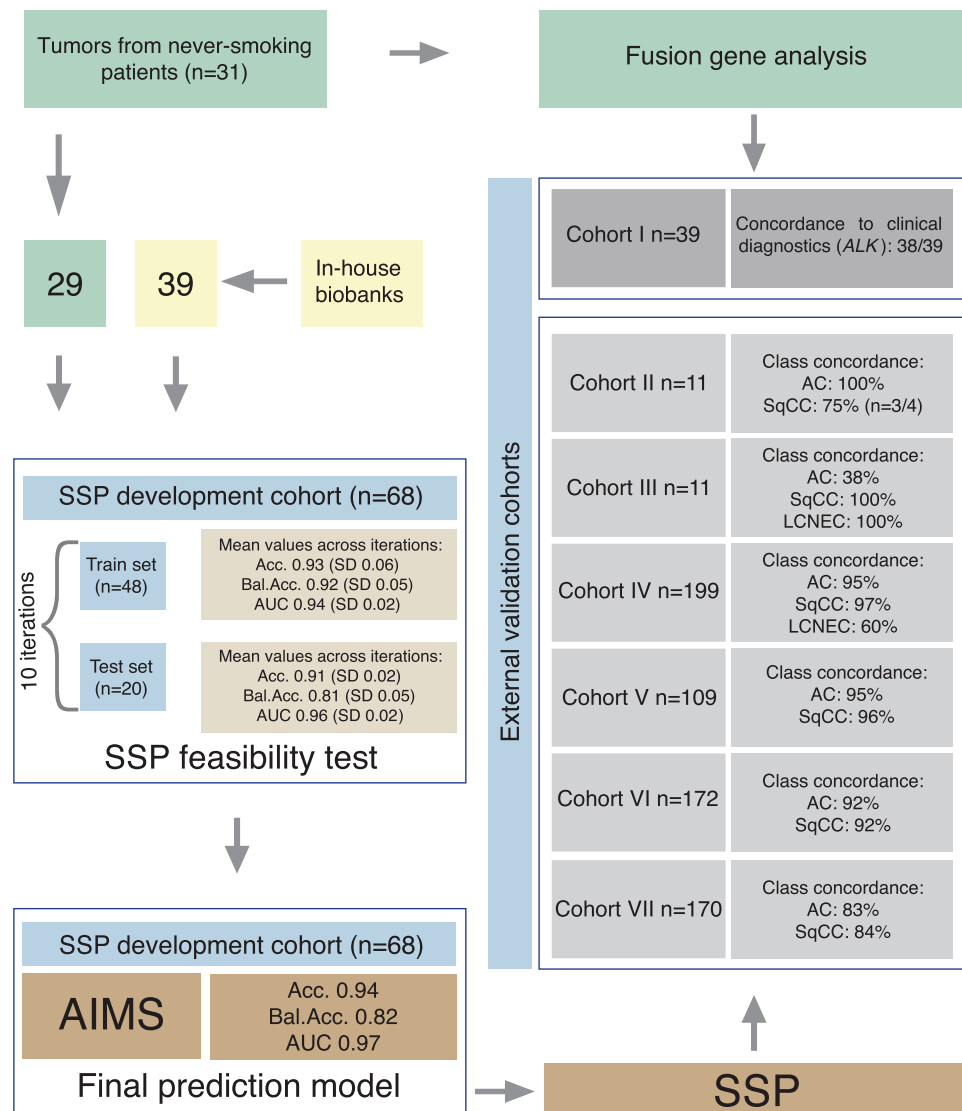 Tumors from never-smoking
patients (n=31)
Fusion gene analysis
29
39
In-house
biobanks
SSP development cohort (n=68)
10 iterations
Train set
(n=48)
Mean values across iterations:
Acc. 0.93 (SD 0.06)
Bal.Acc. 0.92 (SD 0.05)
AUC 0.94 (SD 0.02)
Test set
(n=20)
Mean values across iterations:
Acc. 0.91 (SD 0.02)
Bal.Acc. 0.81 (SD 0.05)
AUC 0.96 (SD 0.02)
SSP feasibility test
SSP development cohort (n=68)
AIMS
Acc. 0.94
Bal.Acc. 0.82
AUC 0.97
Final prediction model
External validation cohorts
Cohort I n=39
Concordance to clinical
diagnostics (ALK): 38/39
Cohort II n=11
Class concordance:
AC: 100%
SqCC: 75% (n=3/4)
Cohort III n=11
Class concordance:
AC: 38%
SqCC: 100%
LCNEC: 100%
Cohort IV n=199
Class concordance:
AC: 95%
SqCC: 97%
LCNEC: 60%
Cohort V n=109
Class concordance:
AC: 95%
SqCC: 96%
Cohort VI n=172
Class concordance:
AC: 92%
SqCC: 92%
Cohort VII n=170
Class concordance:
AC: 83%
SqCC: 84%
SSP